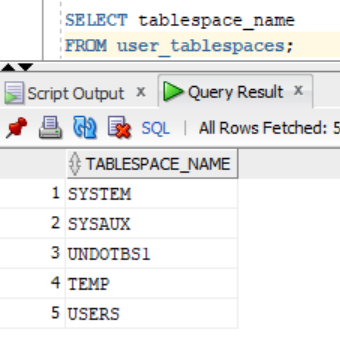 SELECT tablespace_name
FROM user_tablespaces;
Script Output x Query Result x
SQL | All Rows Fetched: 5
TABLESPACE_NAME
1 SYSTEM
2 SYSAUX
3 UNDOTBS1
4 TEMP
5 USERS